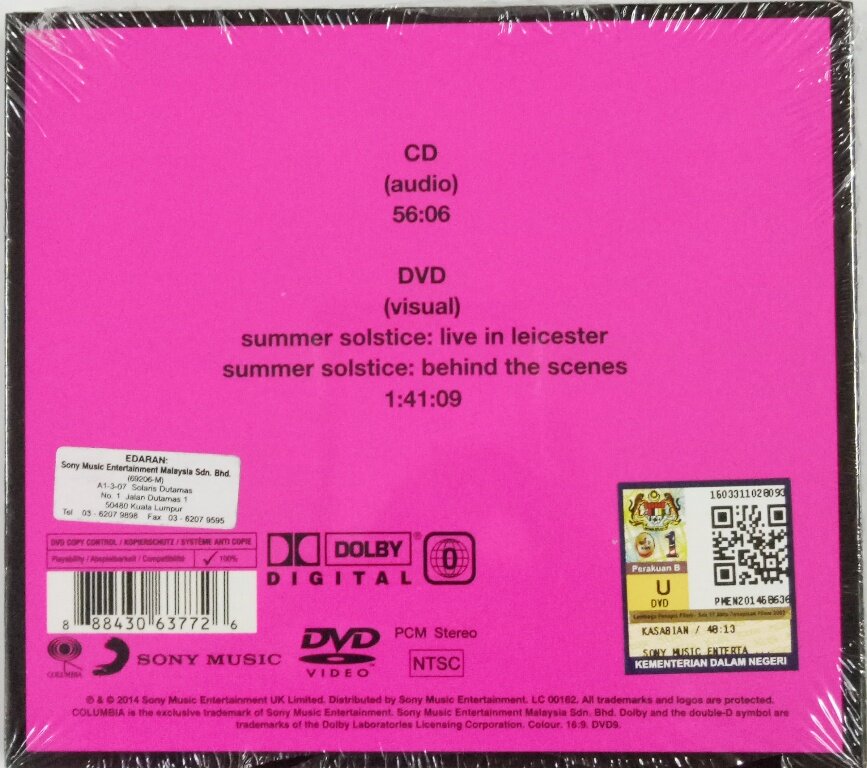 CD
(audio)
56:06
DVD
(visual)
summer solstice: live in leicester
summer solstice: behind the scenes
1:41:09
EDARAN:
Sony Music Entertainment Malaysia Sdn. Bhd.
(69206-M)
A1-3-07 Solaris Dutamas
No. 1 Jalan Dutamas 1
50480 Kuala Lumpur
Tel 03 - 6207 9898 Fax 03 - 6207 9595
DVD COPY CONTROL / KOPIERSCHUTZ / SYSTÈME ANTI COPIE
Playability / Abspielbarkeit / Compatibilité 100%
DOLBY
DIGITAL
0
8 88430 63772 6
COLUMBIA
SONY MUSIC
DVD
VIDEO
PCM Stereo
NTSC
1603311028093
1
Perakuan B
U
DVD
KASABIAN / 48:13
SONY MUSIC ENTERTA ...
KEMENTERIAN DALAM NEGERI
℗ & © 2014 Sony Music Entertainment UK Limited. Distributed by Sony Music Entertainment. LC 00162. All trademarks and logos are protected.
COLUMBIA is the exclusive trademark of Sony Music Entertainment. Sony Music Entertainment Malaysia Sdn. Bhd. Dolby and the double-D symbol are
trademarks of the Dolby Laboratories Licensing Corporation. Colour. 16:9. DVD9.